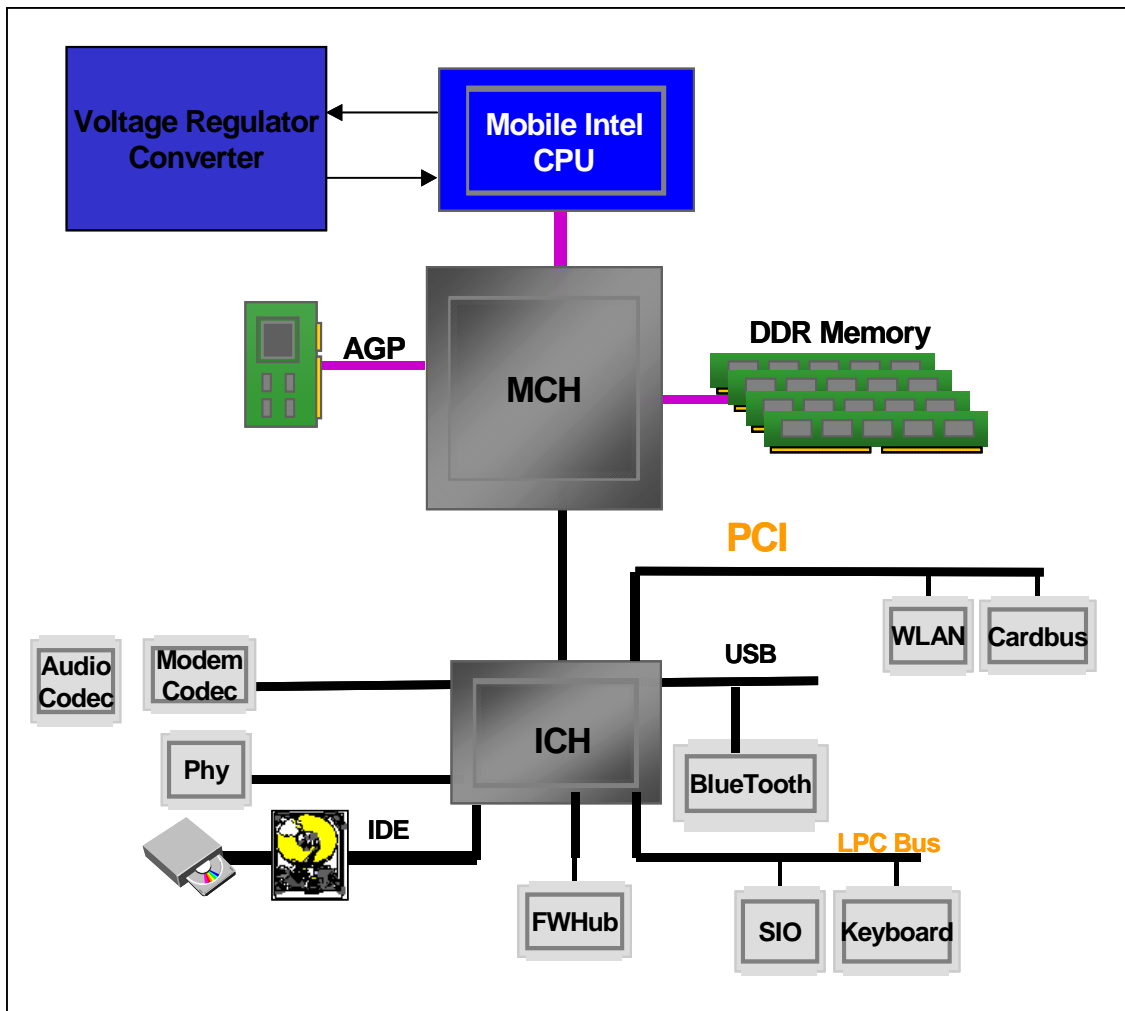 Voltage Regulator
Converter
Mobile Intel
CPU
AGP
MCH
DDR Memory
PCI
WLAN
Cardbus
Audio
Codec
Modem
Codec
USB
ICH
Phy
BlueTooth
IDE
LPC Bus
FWHub
SIO
Keyboard